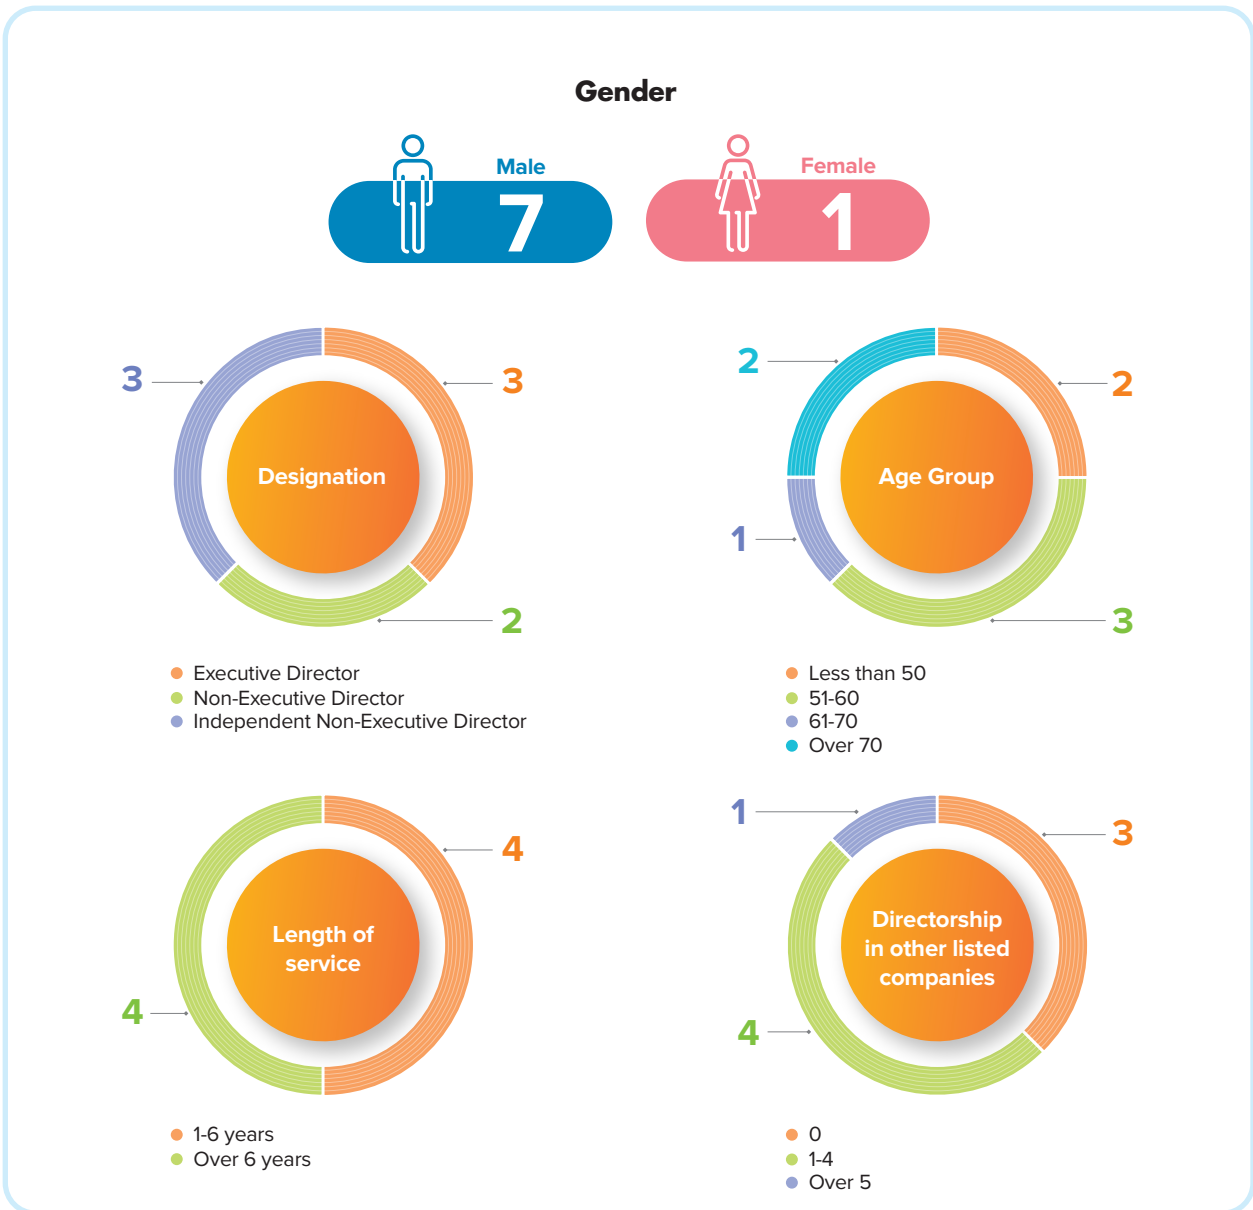 Gender
Male
7
Female
1
3
3
Designation
2
Executive Director
Non-Executive Director
Independent Non-Executive Director
2
2
Age Group
1
3
Less than 50
51-60
61-70
Over 70
4
Length of
service
4
1-6 years
Over 6 years
1
3
Directorship
in other listed
companies
4
0
1-4
Over 5